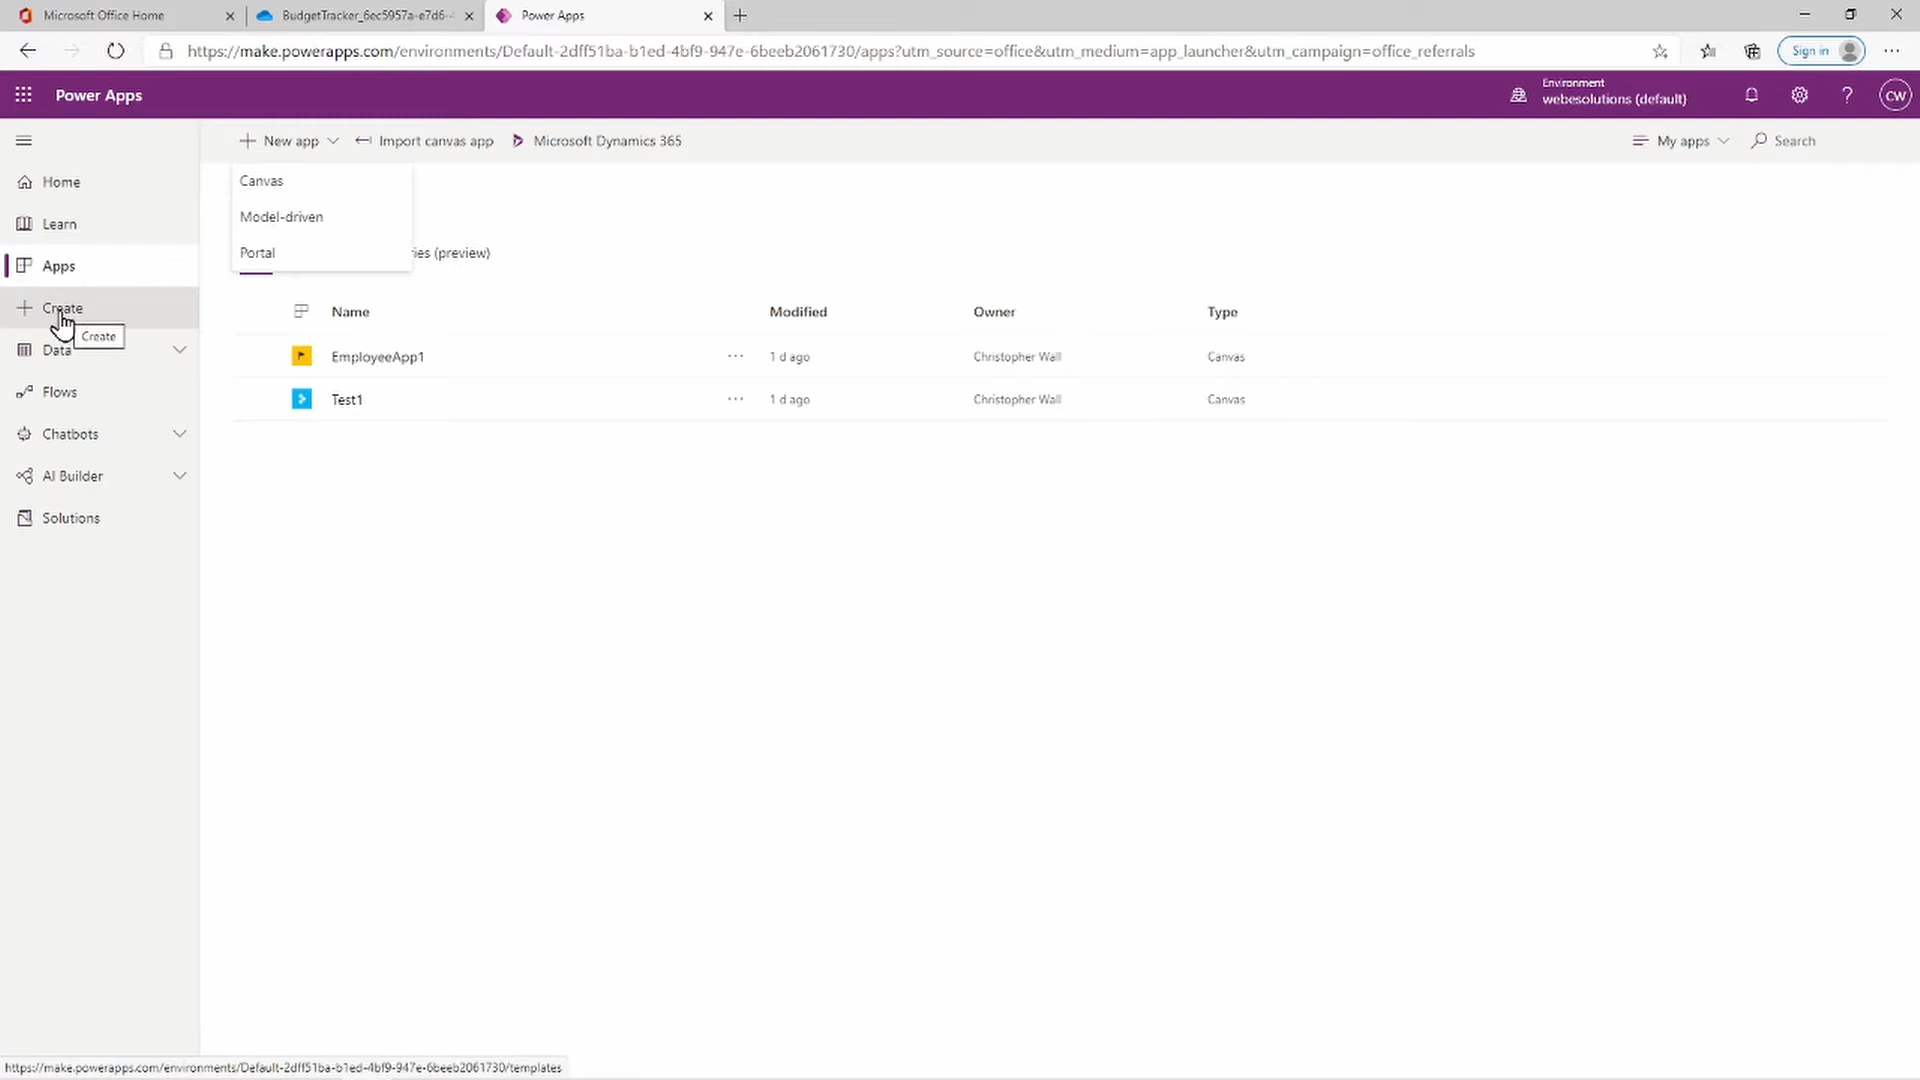 Microsoft Office Home
BudgetTracker_6ec5957a-e7d6-4
Power Apps
https://make.powerapps.com/environments/Default-2dff51ba-b1ed-4bf9-947e-6beeb2061730/apps?utm_source=office&utm_medium=app_launcher&utm_campaign=office_referrals
Sign in
Power Apps
Environment
webesolutions (default)
CW
New app
Import canvas app
Microsoft Dynamics 365
My apps
Search
Home
Learn
Apps
Create
Create
Data
Flows
Chatbots
AI Builder
Solutions
Canvas
Model-driven
Portal
ries (preview)
Name
Modified
Owner
Type
EmployeeApp1
1 d ago
Christopher Wall
Canvas
Test1
1 d ago
Christopher Wall
Canvas
https://make.powerapps.com/environments/Default-2dff51ba-b1ed-4bf9-947e-6beeb2061730/templates